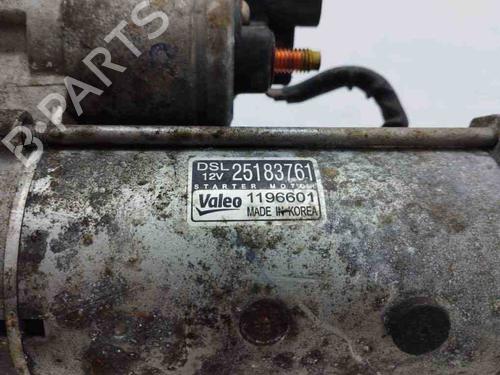 B-PARTS
DSL
12V 25183761
STARTER MOTOR
Valeo 1196601
MADE IN KOREA